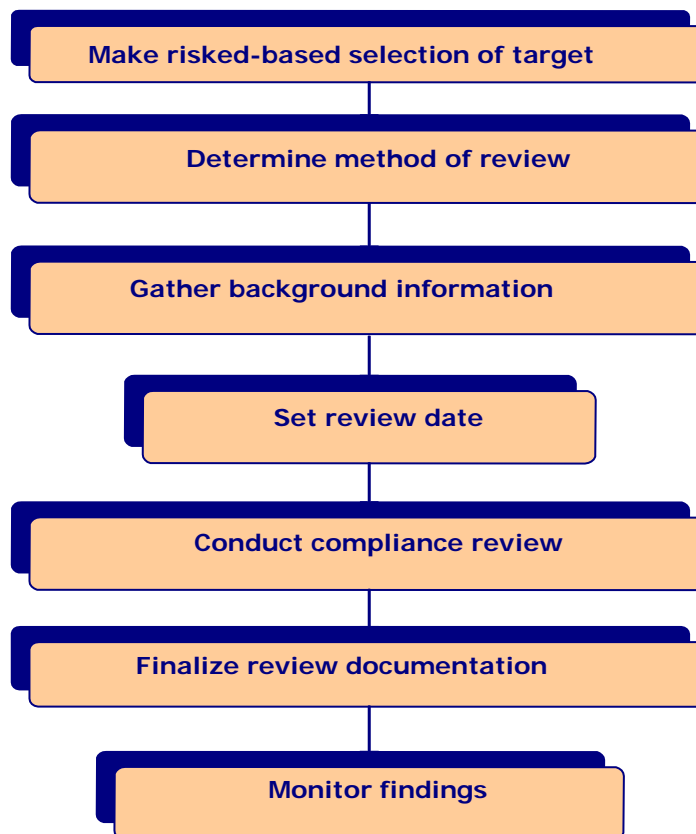 Make risked-based selection of target
Determine method of review
Gather background information
Set review date
Conduct compliance review
Finalize review documentation
Monitor findings